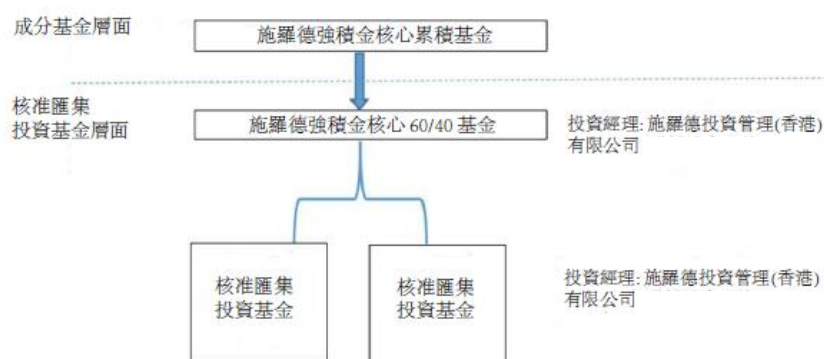 成分基金層面
施羅德強積金核心累積基金
核准匯集
投資基金層面
施羅德強積金核心 60/40 基金
投資經理: 施羅德投資管理(香港)
有限公司
核准匯集
投資基金
核准匯集
投資基金
投資經理: 施羅德投資管理(香港)
有限公司